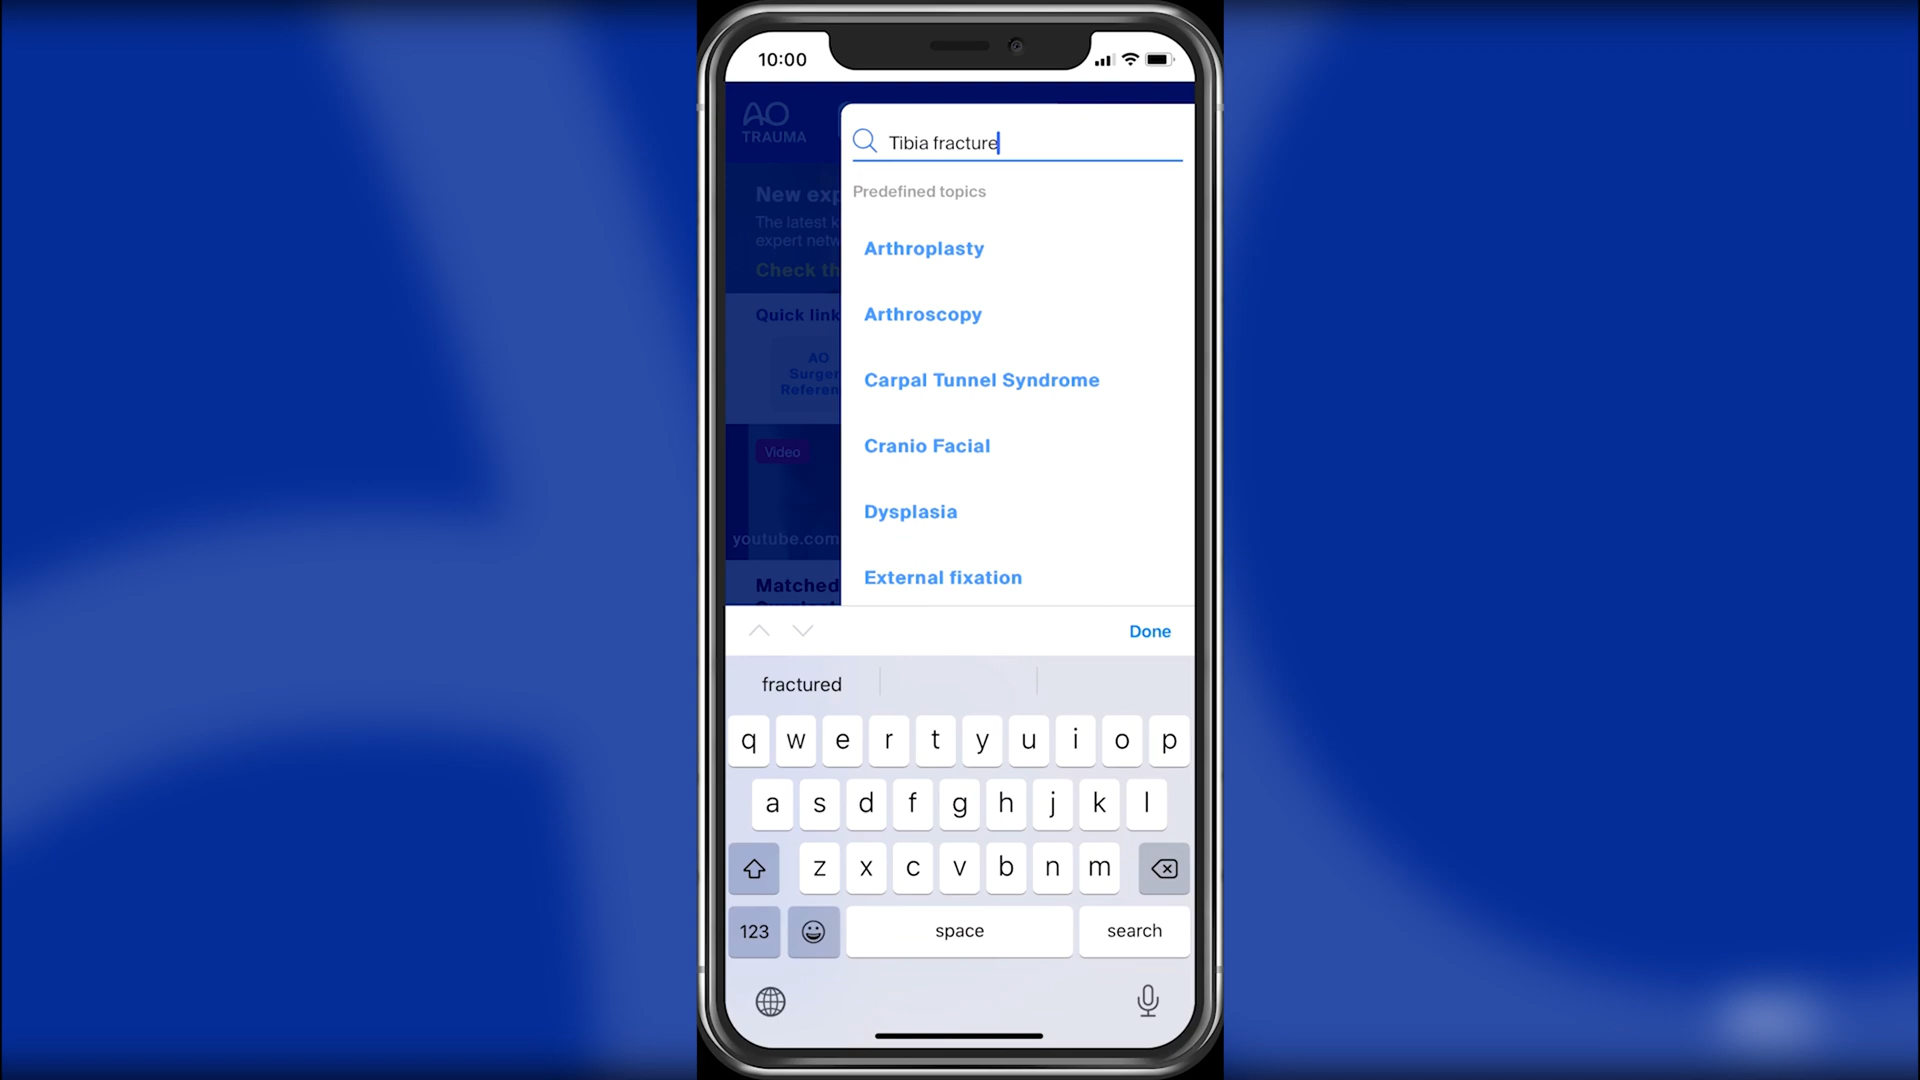 10:00
AO
TRAUMA
Tibia fracture
Predefined topics
New exp
The latest k
expert netw
Check th
Arthroplasty
Quick link
Arthroscopy
AO
Surger
Referen
Carpal Tunnel Syndrome
Video
Cranio Facial
Dysplasia
youtube.com
External fixation
Matched
Done
fractured
q w e r t y u i o p
a s d f g h j k l
z x c v b n m
123 space search